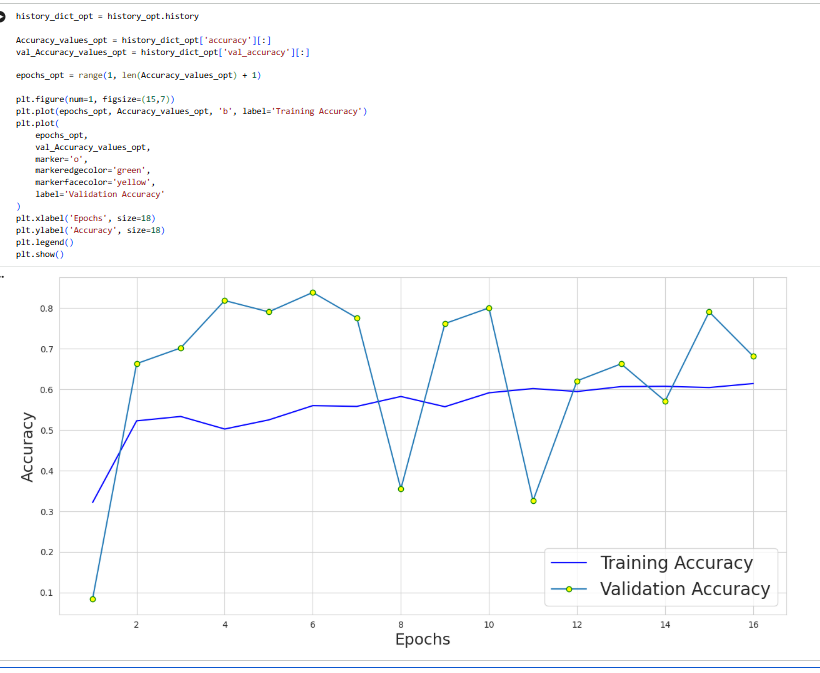 history_dict_opt = history_opt.history
Accuracy_values_opt = history_dict_opt['accuracy'][:]
val_Accuracy_values_opt = history_dict_opt['val_accuracy'][:]
epochs_opt = range(1, len(Accuracy_values_opt) + 1)
plt.figure(num=1, figsize=(15,7))
plt.plot(epochs_opt, Accuracy_values_opt, 'b', label='Training Accuracy')
plt.plot(
    epochs_opt,
    val_Accuracy_values_opt,
    marker='o',
    markeredgecolor='green',
    markerfacecolor='yellow',
    label='Validation Accuracy'
)
plt.xlabel('Epochs', size=18)
plt.ylabel('Accuracy', size=18)
plt.legend()
plt.show()
0.8
0.7
0.6
0.5
0.4
0.3
0.2
0.1
Accuracy
Training Accuracy
Validation Accuracy
2 4 6 8 10 12 14 16
Epochs